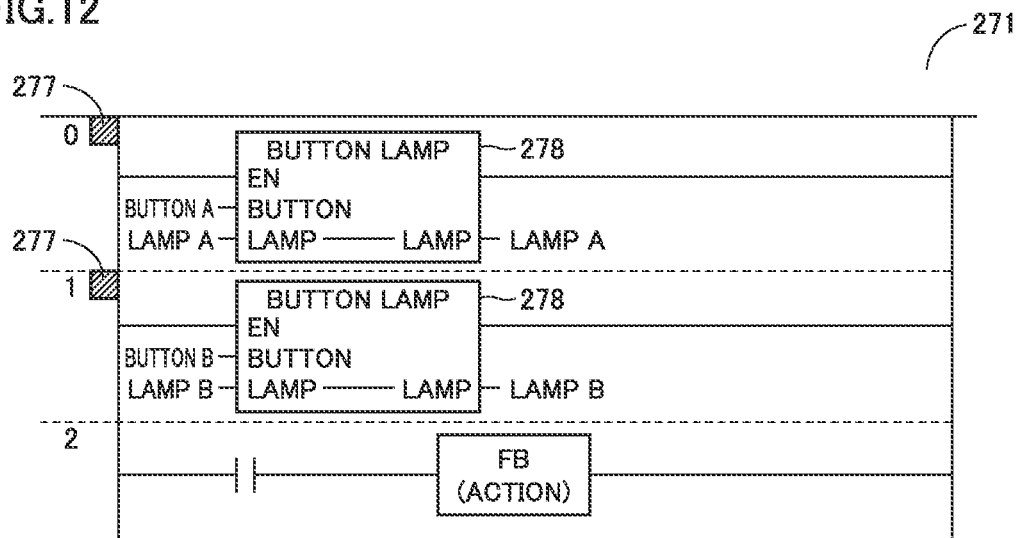 FIG.12
271
277
0
BUTTON LAMP
278
EN
BUTTON A BUTTON
LAMP A LAMP LAMP LAMP A
277
1
BUTTON LAMP
278
EN
BUTTON B BUTTON
LAMP B LAMP LAMP LAMP B
2
FB
(ACTION)